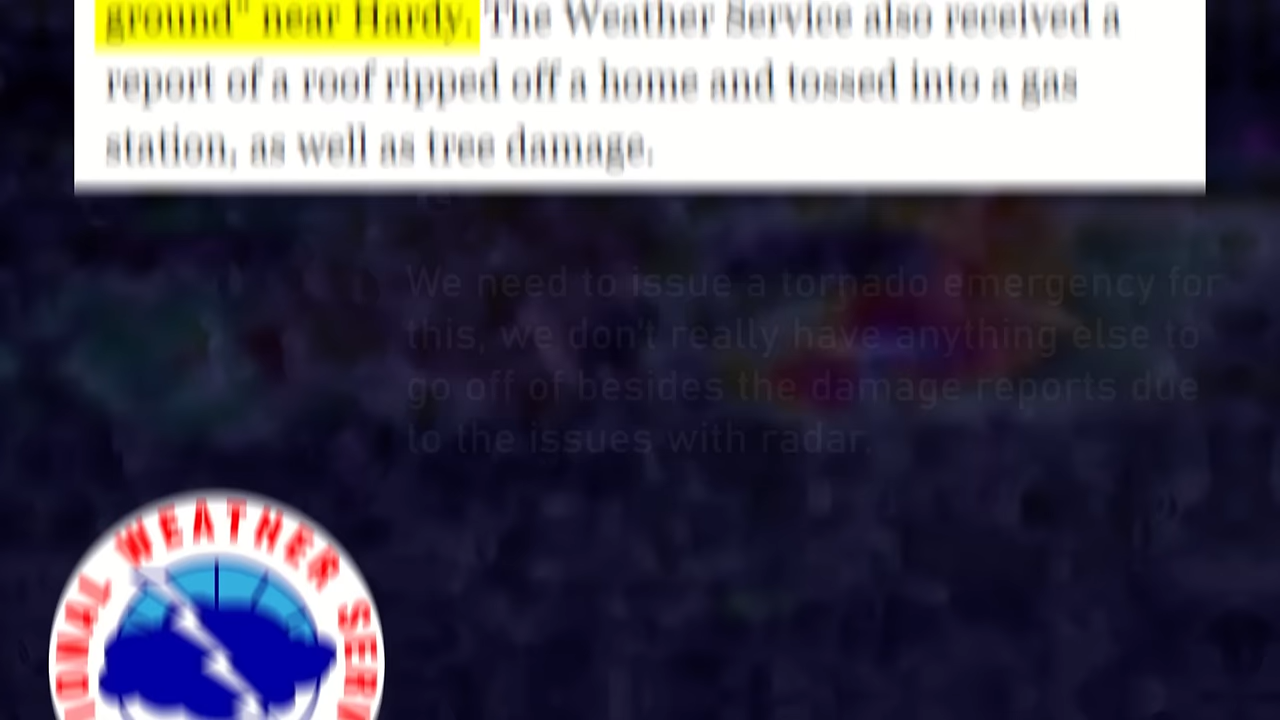 ground" near Hardy. The Weather Service also received a
report of a roof ripped off a home and tossed into a gas
station, as well as tree damage.
We need to issue a tornado emergency for
this, we don't really have anything else to
go off of besides the damage reports due
to the issues with radar.
IONAL WEATHER SERV